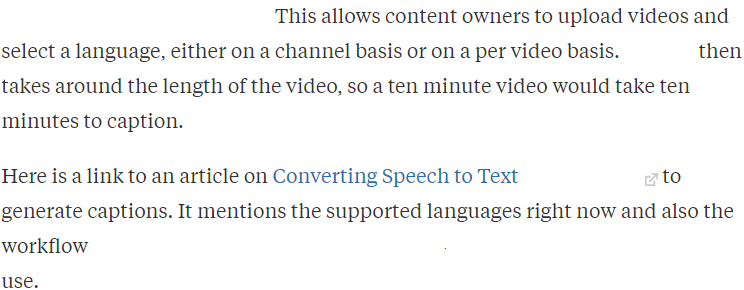 This allows content owners to upload videos and
select a language, either on a channel basis or on a per video basis. then
takes around the length of the video, so a ten minute video would take ten
minutes to caption.
Here is a link to an article on Converting Speech to Text to
generate captions. It mentions the supported languages right now and also the
workflow
use.